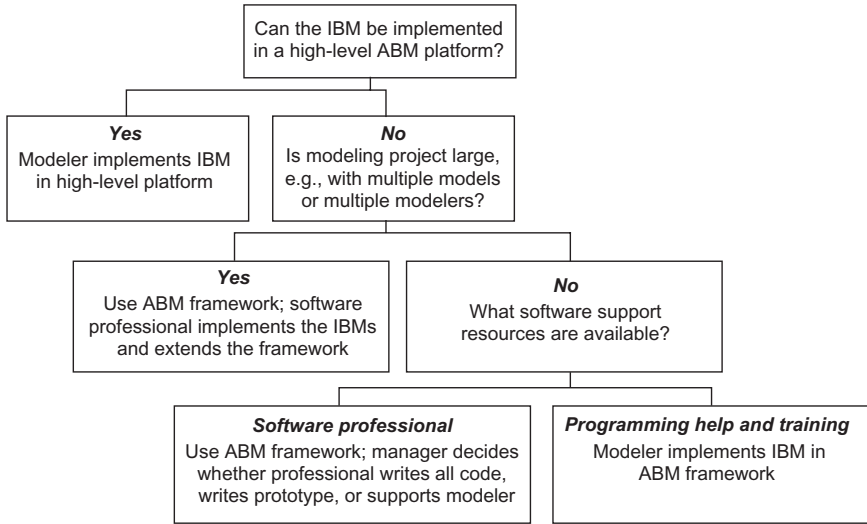 Can the IBM be implemented
in a high-level ABM platform?
Yes
Modeler implements IBM
in high-level platform
No
Is modeling project large,
e.g., with multiple models
or multiple modelers?
Yes
Use ABM framework; software
professional implements the IBMs
and extends the framework
No
What software support
resources are available?
Software professional
Use ABM framework; manager decides
whether professional writes all code,
writes prototype, or supports modeler
Programming help and training
Modeler implements IBM in
ABM framework